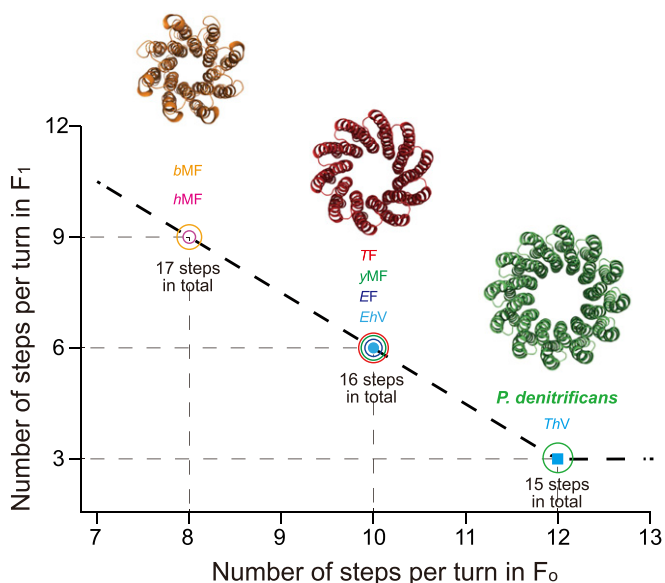 12
9
6
3
Number of steps per turn in F1
bMF
hMF
17 steps
in total
TF
yMF
EF
EhV
16 steps
in total
P. denitrificans
ThV
15 steps
in total
7
8
9
10
11
12
13
Number of steps per turn in Fo